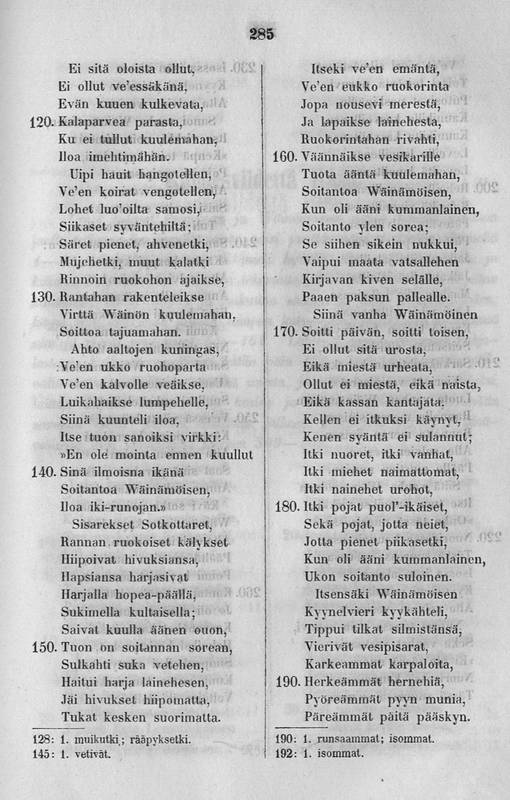 285
Ei sitä oloista ollut,
Ei ollut ve'essäkänä,
Evän kuuen kulkevata,
120. Kalaparvea parasta,
Ku ei tullut kuulemahan,
Iloa imehtimähän.
Uipi hauit hangotellen,
Ve'en koirat vengotellen,
Lohet luo'oilta samosi,
Siikaset syväntehiltä;
Säret pienet, ahvenetki,
Mujehetki, muut kalatki
Rinnoin ruokohon ajaikse,
130. Rantahan rakenteleikse
Virttä Wäinön kuulemahan,
Soittoa tajuamahan.
Ahto aaltojen kuningas,
Ve'en ukko ruohoparta
Ve'en kalvolle veäikse,
Luikahaikse lumpehelle,
Siinä kuunteli iloa,
Itse tuon sanoiksi virkki:
»En ole mointa ennen kuullut
140. Sinä ilmoisna ikänä
Soitantoa Wäinämöisen,
Iloa iki-runojan.»
Sisarekset Sotkottaret,
Rannan ruokoiset kälykset
Hiipoivat hivuksiansa,
Hapsiansa harjasivat
Harjalla hopea-päällä,
Sukimella kultaisella;
Saivat kuulla äänen ouon,
150. Tuon on soitannan sorean,
Sulkahti suka vetehen,
Haitui harja lainehesen,
Jäi hivukset hiipomatta,
Tukat kesken suorimatta.
128: l. muikutki; rääpyksetki.
145: l. vetivät.
Itseki ve'en emäntä,
Ve'en eukko ruokorinta
Jopa nousevi merestä,
Ja lapaikse lainehesta,
Ruokorintahan rivahti,
160. Väännäikse vesikarille
Tuota ääntä kuulemahan,
Soitantoa Wäinämöisen,
Kun oli ääni kummanlainen,
Soitanto ylen sorea;
Se siihen sikein nukkui,
Vaipui maata vatsallehen
Kirjavan kiven selälle,
Paaen paksun pallealle.
Siinä vanha Wäinämöinen
170. Soitti päivän, soitti toisen,
Ei ollut sitä urosta,
Eikä miestä urheata,
Ollut ei miestä, eikä naista,
Eikä kassan kantajata,
Kellen ei itkuksi käynyt,
Kenen syäntä ei sulannut;
Itki nuoret, itki vanhat,
Itki miehet naimattomat,
Itki nainehet urohot,
180. Itki pojat puol'-ikäiset,
Sekä pojat, jotta neiet,
Jotta pienet piikasetki,
Kun oli ääni kummanlainen,
Ukon soitanto suloinen.
Itsensäki Wäinämöisen
Kyynelvieri kyykähteli,
Tippui tilkat silmistänsä,
Vierivät vesipisarat,
Karkeammat karpaloita,
190. Herkeämmät hernehiä,
Pyöreämmät pyyn munia,
Päreämmät päitä pääskyn.
190: l. runsaammat; isommat.
192: l. isommat.